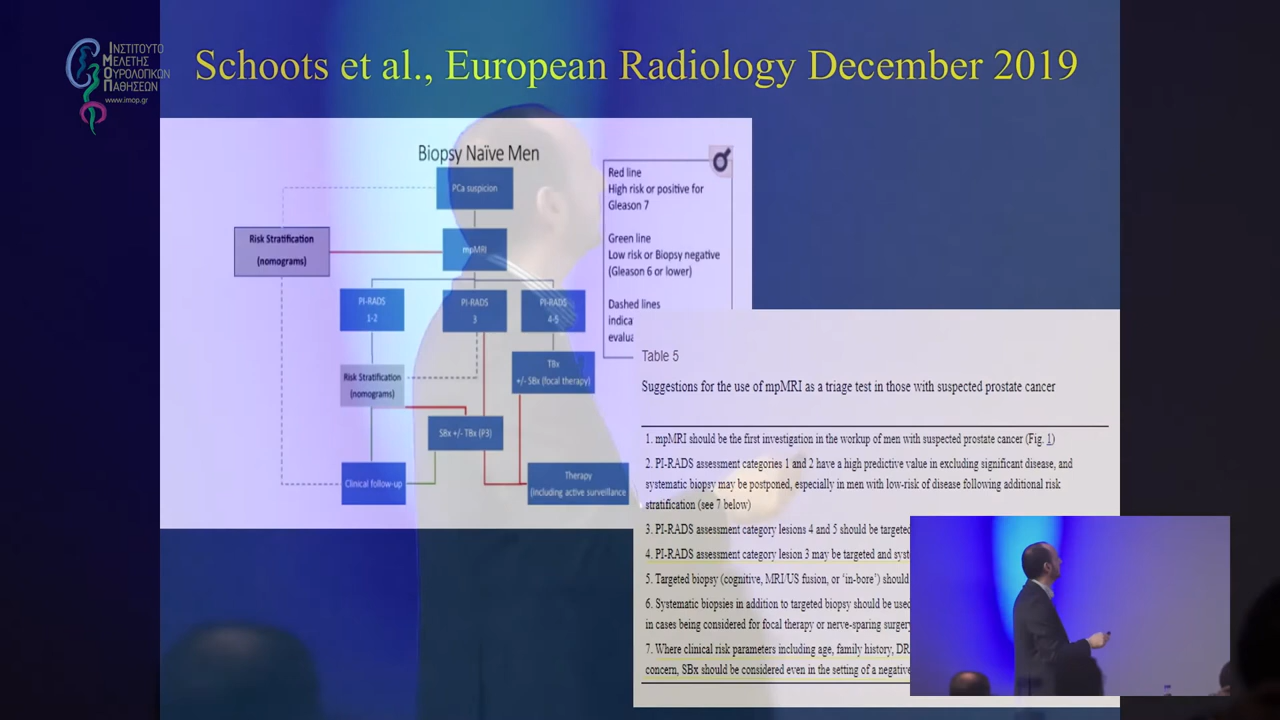 ΙΝΣΤΙΤΟΥΤΟ
ΜΕΛΕΤΗΣ
ΟΥΡΟΛΟΓΙΚΩΝ
ΠΑΘΗΣΕΩΝ
www.imop.gr
Schoots et al., European Radiology December 2019
Biopsy Naïve Men
PCa suspicion
Risk Stratification
(nomograms)
mpMRI
PI-RADS
1-2
PI-RADS
3
PI-RADS
4-5
Risk Stratification
(nomograms)
TBx
+/- SBx (focal therapy)
SBx +/- TBx (P3)
Clinical follow-up
Therapy
(including active surveillance
Red line
High risk or positive for
Gleason 7
Green line
Low risk or Biopsy negative
(Gleason 6 or lower)
Dashed lines
Table 5
Suggestions for the use of mpMRI as a triage test in those with suspected prostate cancer
1. mpMRI should be the first investigation in the workup of men with suspected prostate cancer (Fig. 1)
2. PI-RADS assessment categories 1 and 2 have a high predictive value in excluding significant disease, and
systematic biopsy may be postponed, especially in men with low-risk of disease following additional risk
stratification (see 7 below)
3. PI-RADS assessment category lesions 4 and 5 should be targeted
4. PI-RADS assessment category lesion 3 may be targeted and
5. Targeted biopsy (cognitive, MRI/US fusion, or ‘in-bore’) should
6. Systematic biopsies in addition to targeted biopsy should be used
in cases being considered for focal therapy or nerve-sparing surgery
7. Where clinical risk parameters including age, family history,
concern, SBx should be considered even in the setting of a negative